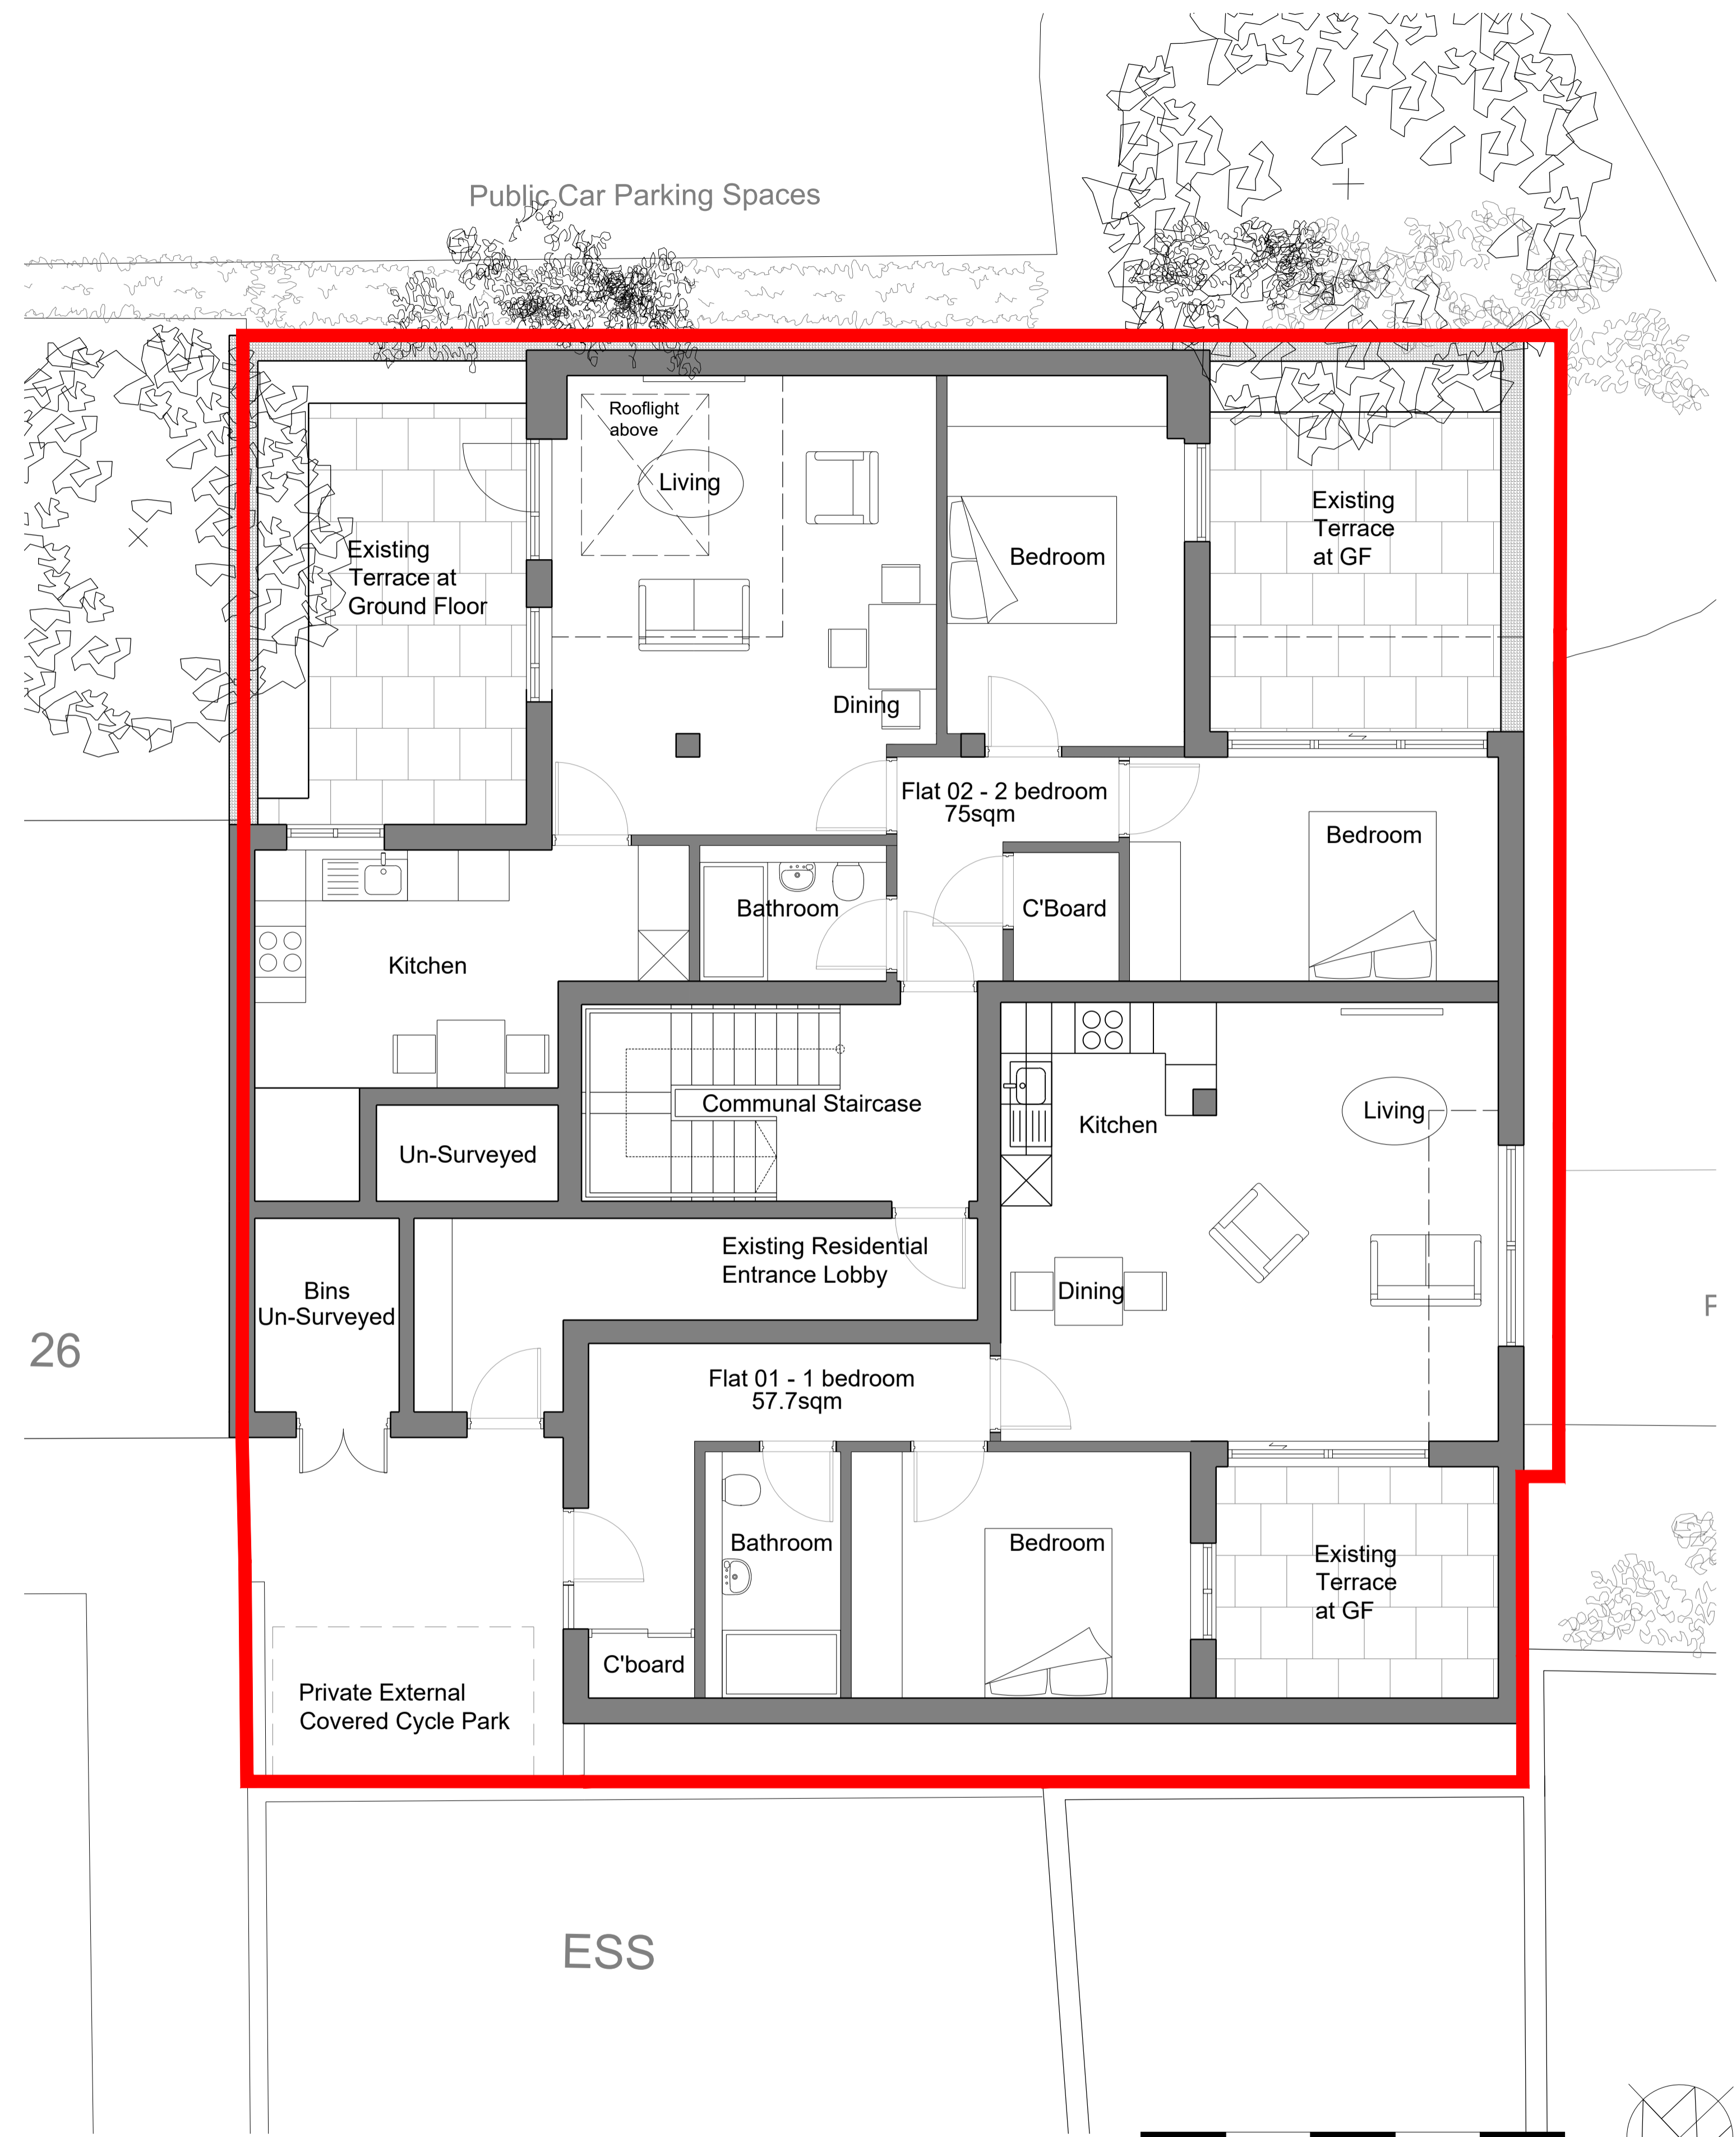 Public Car Parking Spaces
Rooflight
above
Living
Existing
Terrace at
Ground Floor
Bedroom
Existing
Terrace
at GF
Dining
Flat 02 - 2 bedroom
75sqm
Bedroom
Bathroom
C'Board
Kitchen
Communal Staircase
Kitchen
Living
Un-Surveyed
Existing Residential
Entrance Lobby
Bins
Un-Surveyed
Dining
26
Flat 01 - 1 bedroom
57.7sqm
Bathroom
Bedroom
Existing
Terrace
at GF
C'board
Private External
Covered Cycle Park
ESS